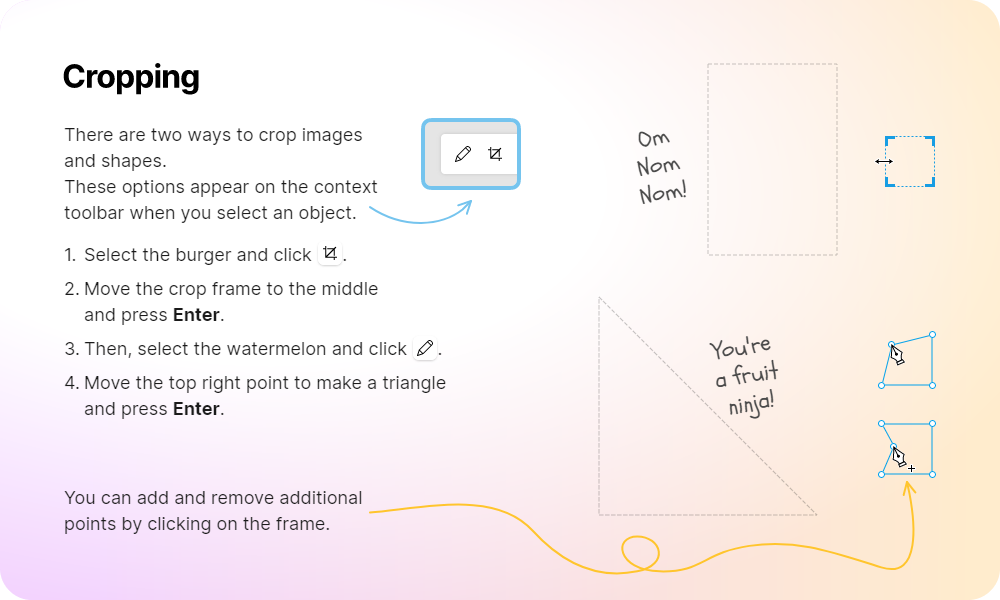 Cropping
There are two ways to crop images
and shapes.
These options appear on the context
toolbar when you select an object.
1. Select the burger and click .
2. Move the crop frame to the middle
and press Enter.
3. Then, select the watermelon and click .
4. Move the top right point to make a triangle
and press Enter.
You can add and remove additional
points by clicking on the frame.
Om
Nom
Nom!
You're
a fruit
ninja!